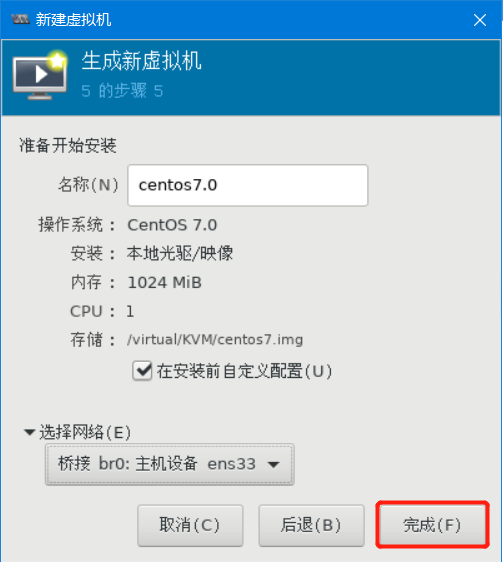 新建虚拟机
生成新虚拟机
5 的步骤 5
准备开始安装
名称(N) centos7.0
操作系统： CentOS 7.0
安装： 本地光驱/映像
内存： 1024 MiB
CPU： 1
存储： /virtual/KVM/centos7.img
在安装前自定义配置(U)
选择网络(E)
桥接 br0: 主机设备 ens33
取消(C) 后退(B) 完成(F)